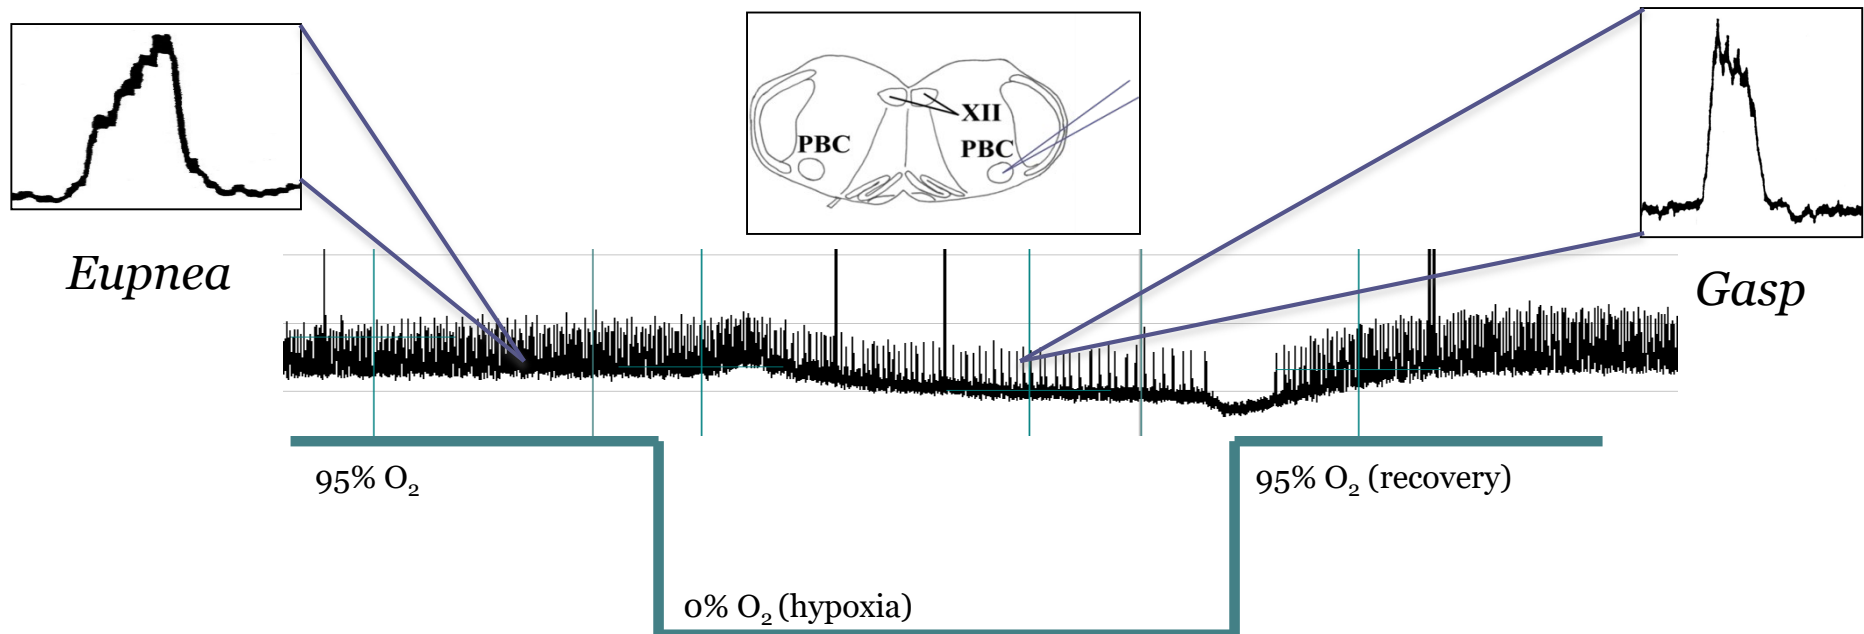 XII
PBC
PBC
Eupnea
Gasp
95% O₂
95% O₂ (recovery)
0% O₂ (hypoxia)